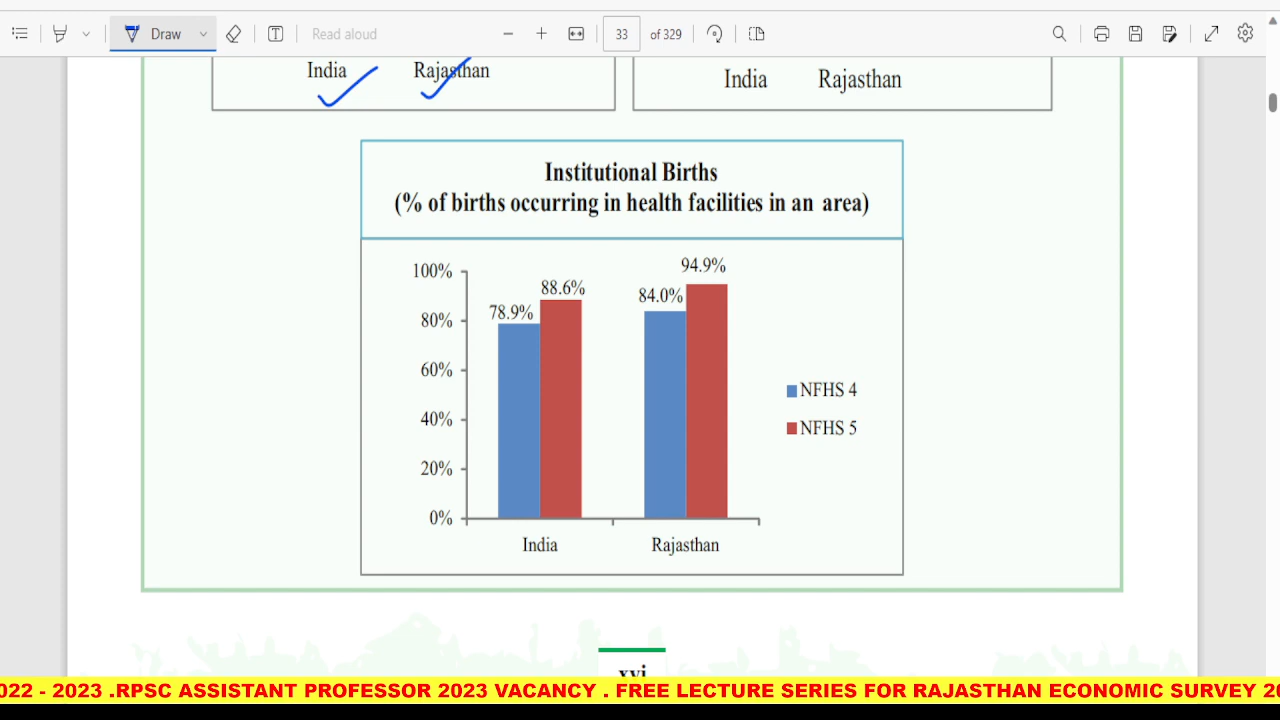 Draw
Read aloud
33
of 329
India Rajasthan
India Rajasthan
Institutional Births
(% of births occurring in health facilities in an area)
100%
80%
60%
40%
20%
0%
78.9%
88.6%
84.0%
94.9%
India
Rajasthan
NFHS 4
NFHS 5
xvi
022 - 2023 .RPSC ASSISTANT PROFESSOR 2023 VACANCY . FREE LECTURE SERIES FOR RAJASTHAN ECONOMIC SURVEY 20